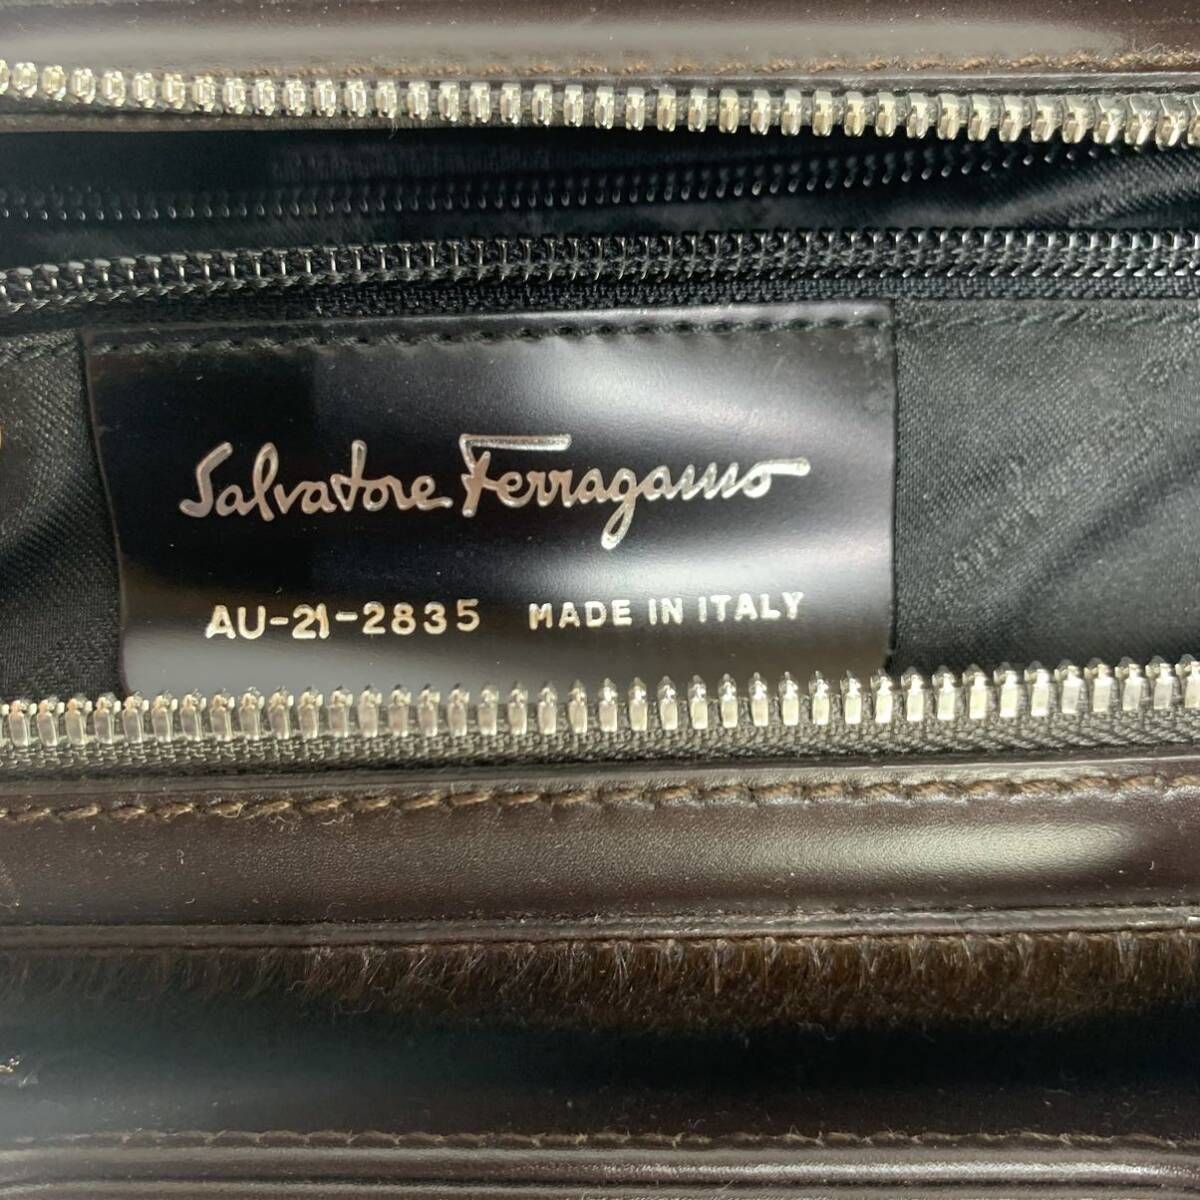 Salvatore Ferragamo
AU-21-2835 MADE IN ITALY